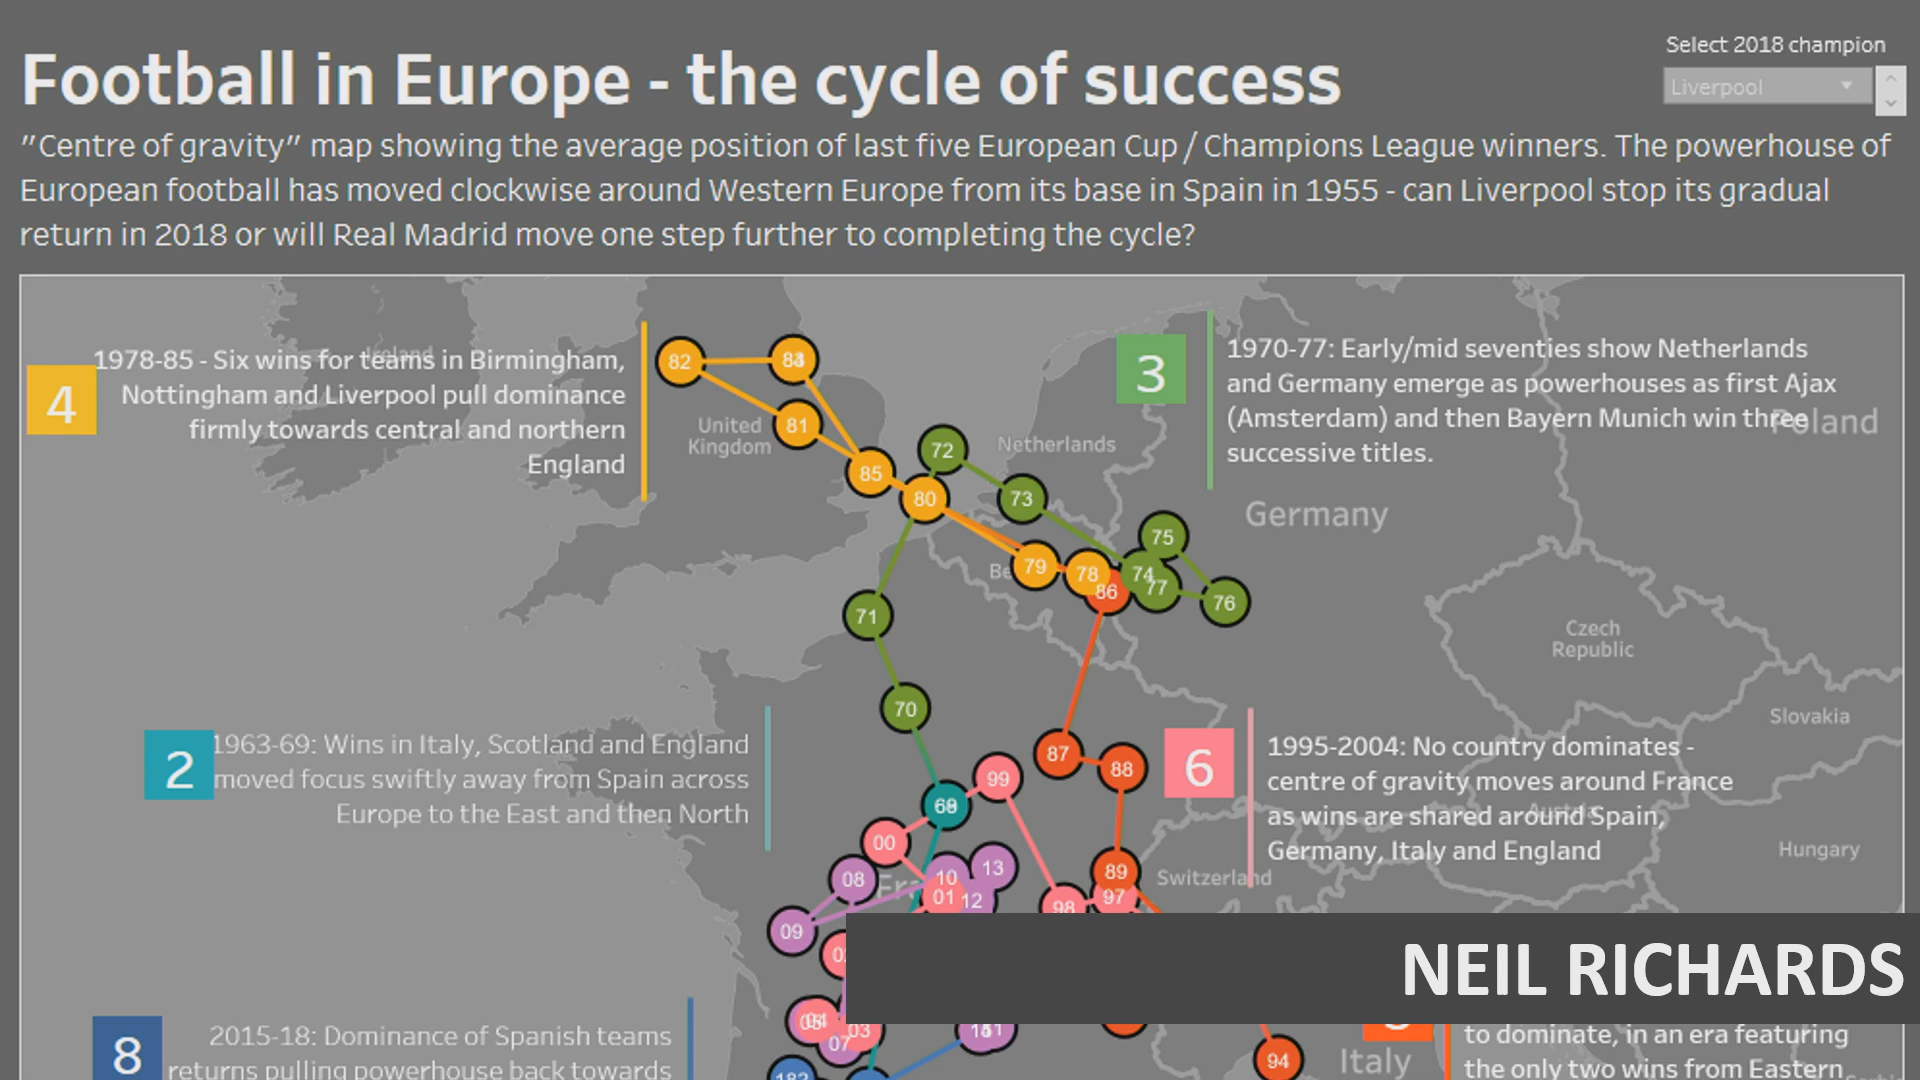 Select 2018 champion
Football in Europe - the cycle of success
Liverpool
"Centre of gravity" map showing the average position of last five European Cup / Champions League winners. The powerhouse of
European football has moved clockwise around Western Europe from its base in Spain in 1955 - can Liverpool stop its gradual
return in 2018 or will Real Madrid move one step further to completing the cycle?
4
1978-85 - Six wins for teams in Birmingham,
Nottingham and Liverpool pull dominance
firmly towards central and northern
England
Ireland
82
81
85
80
United
Kingdom
3
1970-77: Early/mid seventies show Netherlands
and Germany emerge as powerhouses as first Ajax
(Amsterdam) and then Bayern Munich win three
successive titles.
Poland
Netherlands
Germany
72
73
75
74
77
76
79
78
86
71
70
Czech
Republic
Slovakia
2
1963-69: Wins in Italy, Scotland and England
moved focus swiftly away from Spain across
Europe to the East and then North
87
88
99
00
6
1995-2004: No country dominates -
centre of gravity moves around France
as wins are shared around Spain,
Germany, Italy and England
Austria
Hungary
Switzerland
89
97
98
08
10
13
01
12
09
NEIL RICHARDS
03
07
8
2015-18: Dominance of Spanish teams
returns pulling powerhouse back towards
94
Italy
to dominate, in an era featuring
the only two wins from Eastern